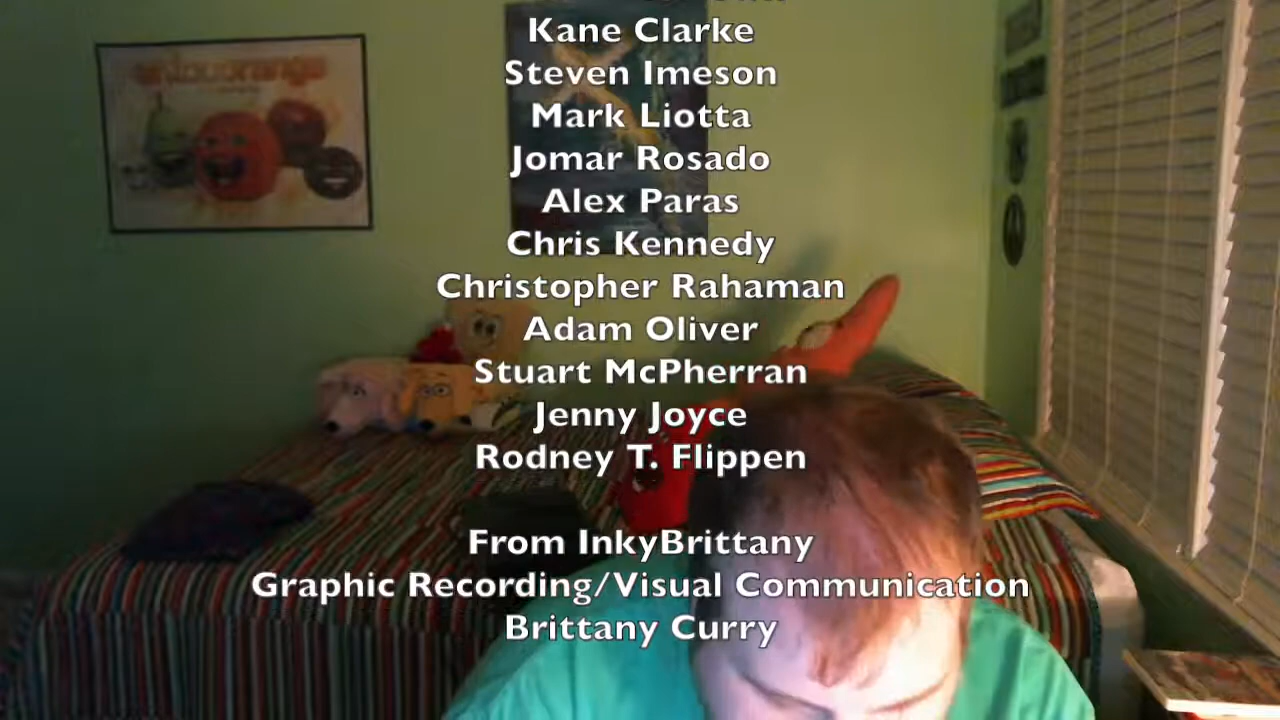 Kane Clarke
Steven Imeson
Mark Liotta
Jomar Rosado
Alex Paras
Chris Kennedy
Christopher Rahaman
Adam Oliver
Stuart McPherran
Jenny Joyce
Rodney T. Flippen
From InkyBrittany
Graphic Recording/Visual Communication
Brittany Curry